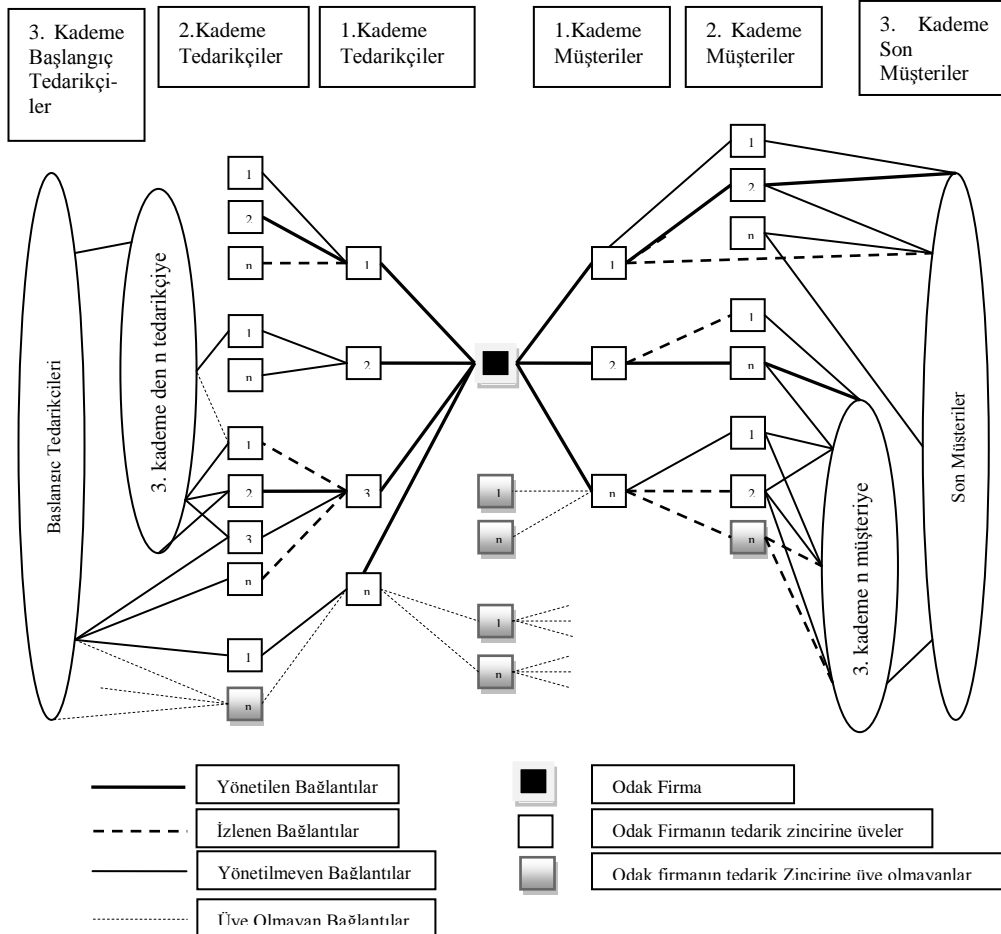 3. Kademe
Başlangıç
Tedarikçi-
ler
2.Kademe
Tedarikçiler
1.Kademe
Tedarikçiler
1.Kademe
Müşteriler
2. Kademe
Müşteriler
3. Kademe
Son
Müşteriler
1
2
n
1
1
n
2
1
2
3
n
3
1
n
n
1
n
1
n
1
2
n
1
2
n
1
n
1
2
n
Başlangıç Tedarikçileri
3. kademe den n tedarikçiye
3. kademe n müşteriye
Son Müşteriler
Yönetilen Bağlantılar
İzlenen Bağlantılar
Yönetilmeyen Bağlantılar
Üye Olmayan Bağlantılar
Odak Firma
Odak Firmanın tedarik zincirine üyeler
Odak firmanın tedarik Zincirine üye olmayanlar